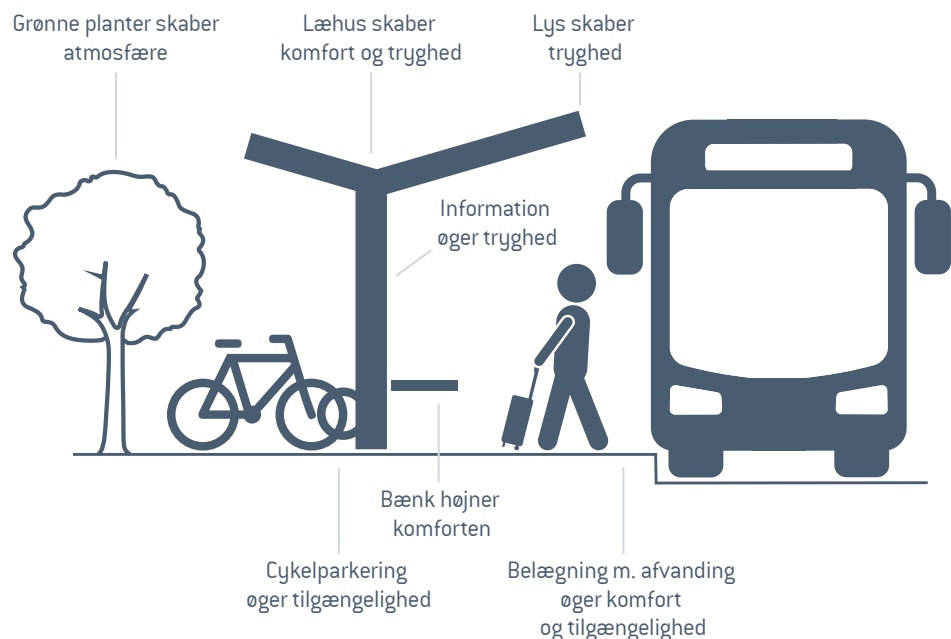 Grønne planter skaber
atmosfære
Læhus skaber
komfort og tryghed
Lys skaber
tryghed
Information
øger tryghed
Bænk højner
komforten
Cykelparkering
øger tilgængelighed
Belægning m. afvanding
øger komfort
og tilgængelighed